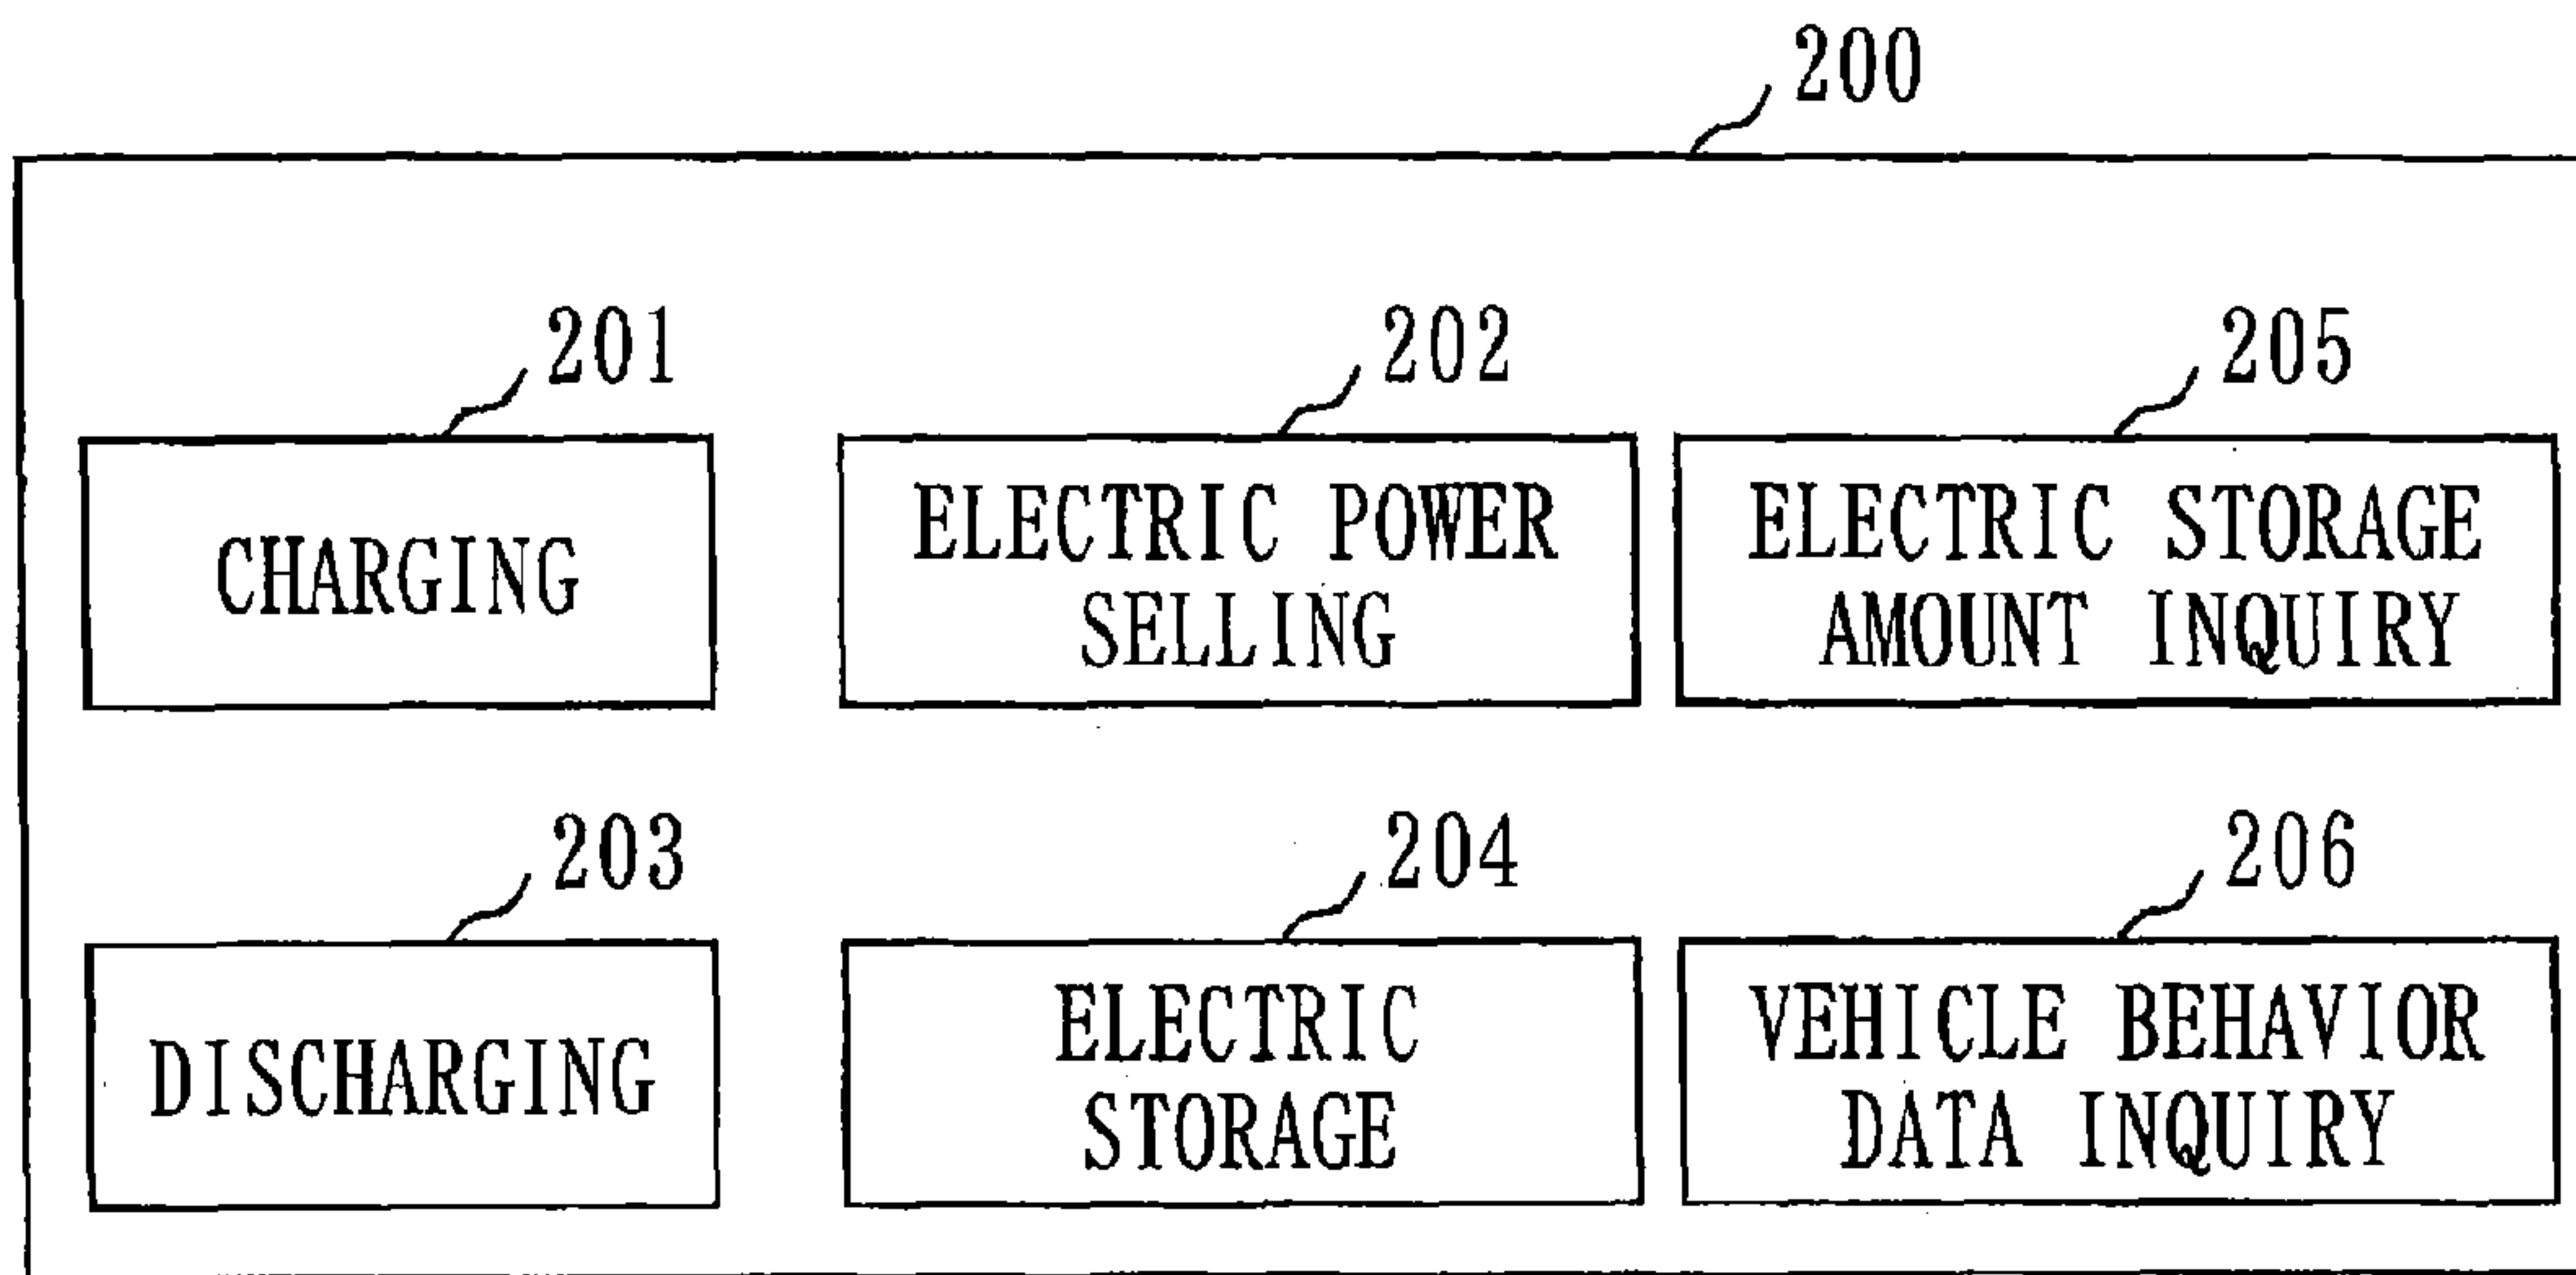 200
201
202
205
CHARGING
ELECTRIC POWER
SELLING
ELECTRIC STORAGE
AMOUNT INQUIRY
203
204
206
DISCHARGING
ELECTRIC
STORAGE
VEHICLE BEHAVIOR
DATA INQUIRY